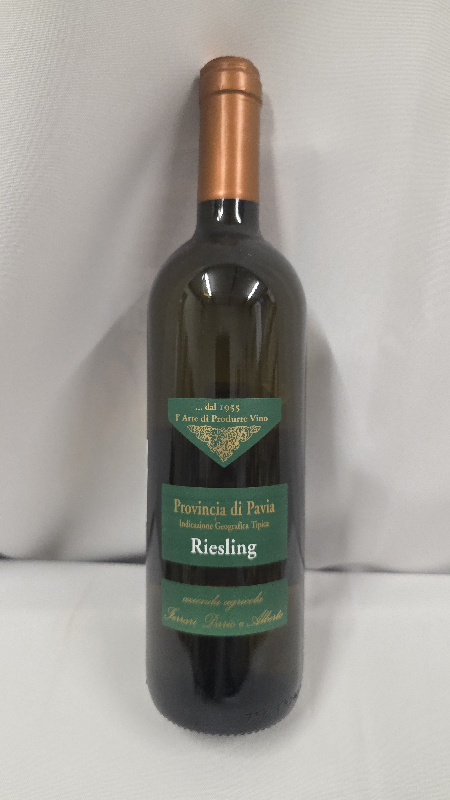 ... dal 1955
l' Arte di Produrre Vino
Provincia di Pavia
Indicazione Geografica Tipica
Riesling
azienda agricola
Ferrari Dario e Alberto